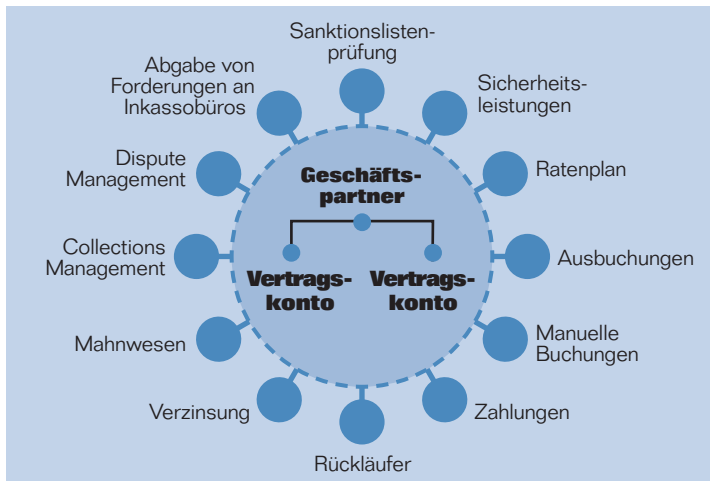 Sanktionslisten-
prüfung
Abgabe von
Forderungen an
Inkassobüros
Sicherheits-
leistungen
Dispute
Management
Geschäfts-
partner
Ratenplan
Collections
Management
Vertrags-
konto
Vertrags-
konto
Ausbuchungen
Mahnwesen
Manuelle
Buchungen
Verzinsung
Zahlungen
Rückläufer